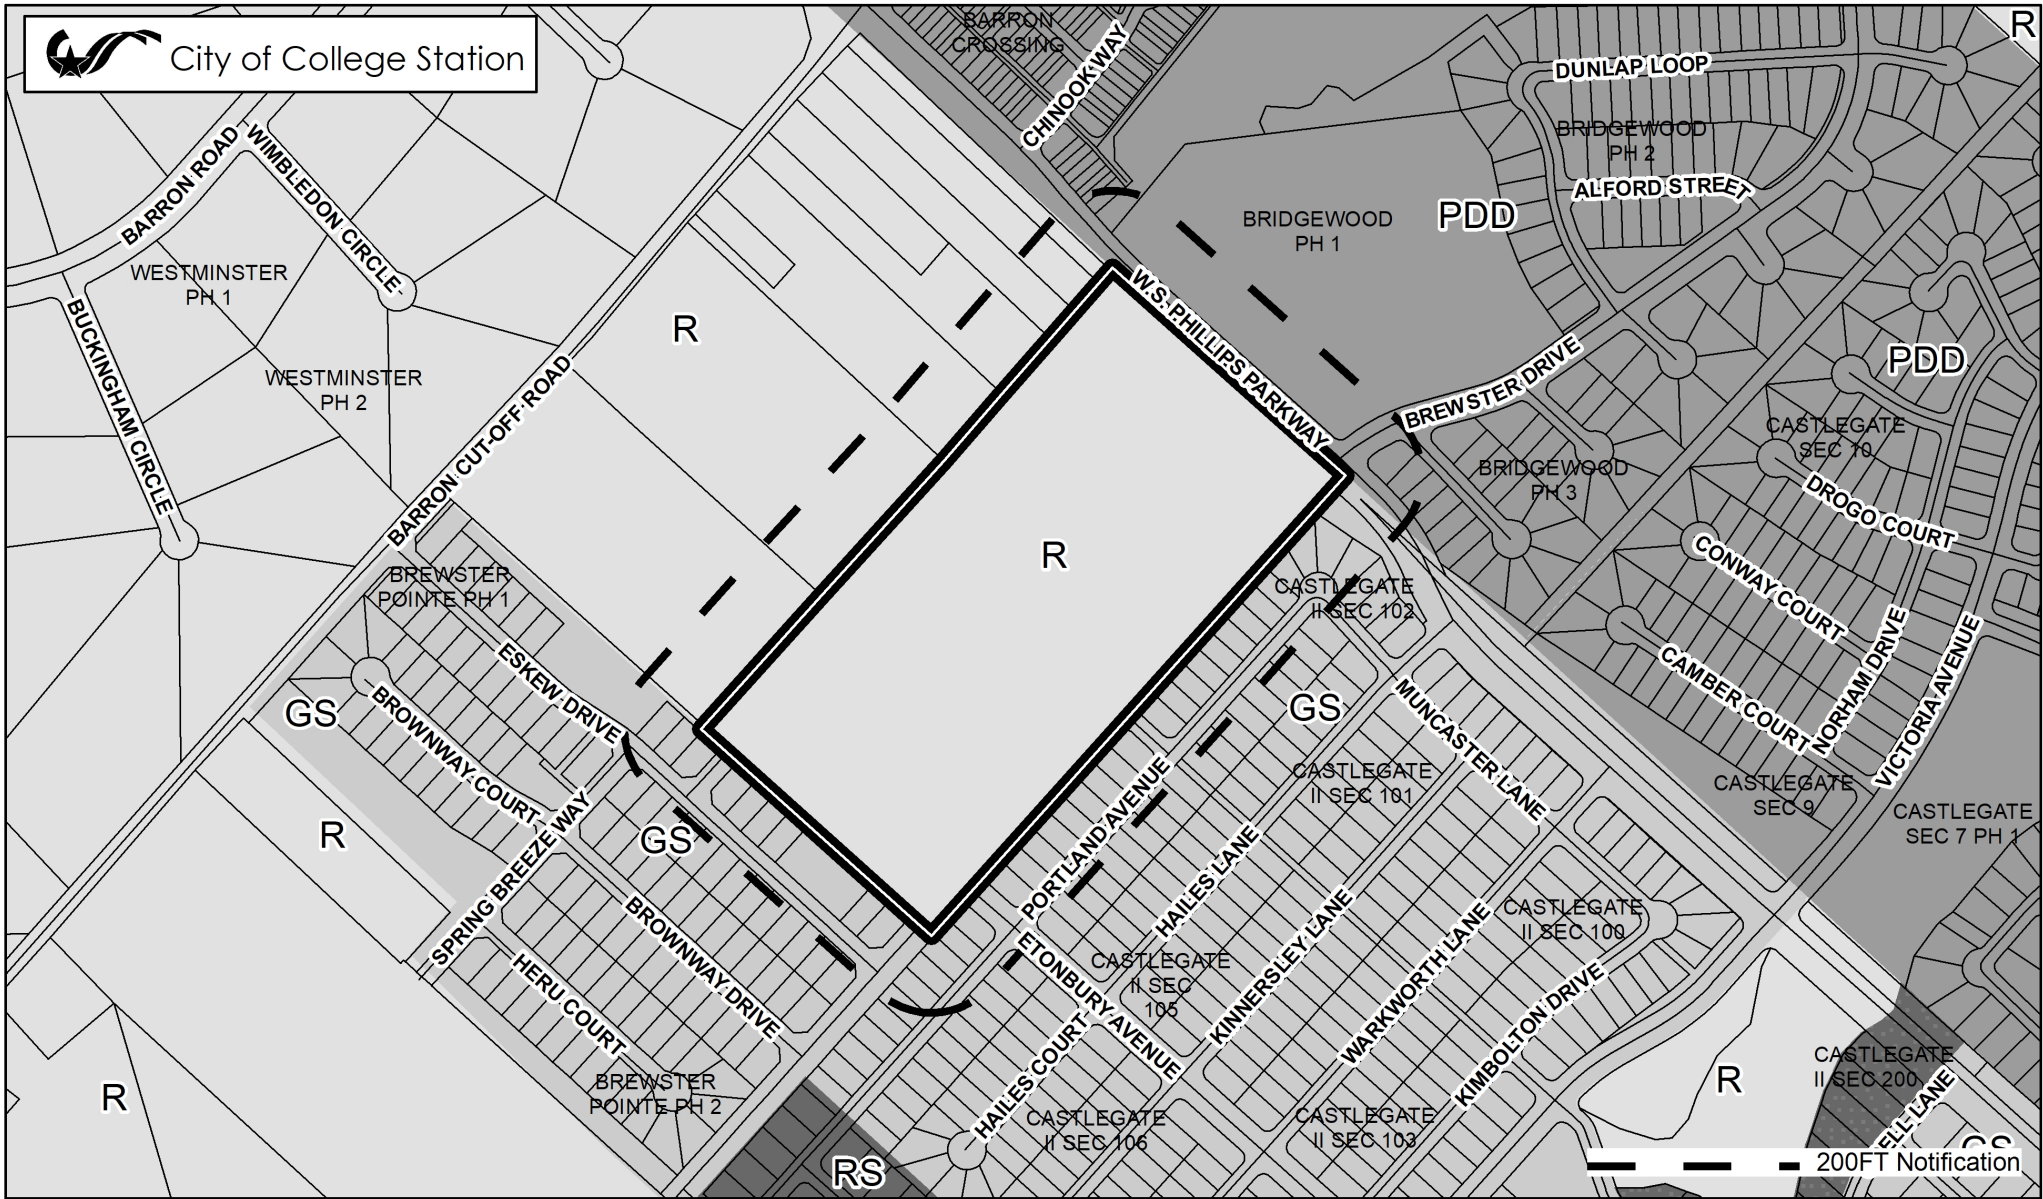 City of College Station
BARRON
CROSSING
CHINOOK WAY
R
DUNLAP LOOP
BRIDGEWOOD
PH 2
ALFORD STREET
BARRON ROAD
WIMBLEDON CIRCLE
WESTMINSTER
PH 1
BUCKINGHAM CIRCLE
WESTMINSTER
PH 2
R
BARRON CUT-OFF ROAD
BRIDGEWOOD
PH 1
PDD
W.S. PHILLIPS PARKWAY
BREWSTER DRIVE
PDD
CASTLEGATE
SEC 10
BRIDGEWOOD
PH 3
DROGO COURT
CONWAY COURT
CAMBER COURT
NORHAM DRIVE
VICTORIA AVENUE
R
BREWSTER
POINTE PH 1
CASTLEGATE
II SEC 102
ESKEW DRIVE
GS
BROWNWAY COURT
GS
MUNCASTER LANE
CASTLEGATE
II SEC 101
CASTLEGATE
SEC 9
CASTLEGATE
SEC 7 PH 1
R
GS
SPRING BREEZE WAY
PORTLAND AVENUE
HAILES LANE
BROWNWAY DRIVE
HERU COURT
ETONBURY AVENUE
CASTLEGATE
II SEC
105
KINNERSLEY LANE
WARKWORTH LANE
CASTLEGATE
II SEC 100
KIMBOLTON DRIVE
HAILES COURT
R
BREWSTER
POINTE PH 2
CASTLEGATE
II SEC 106
CASTLEGATE
II SEC 103
R
CASTLEGATE
II SEC 200
ELL LANE
GS
RS
200FT Notification